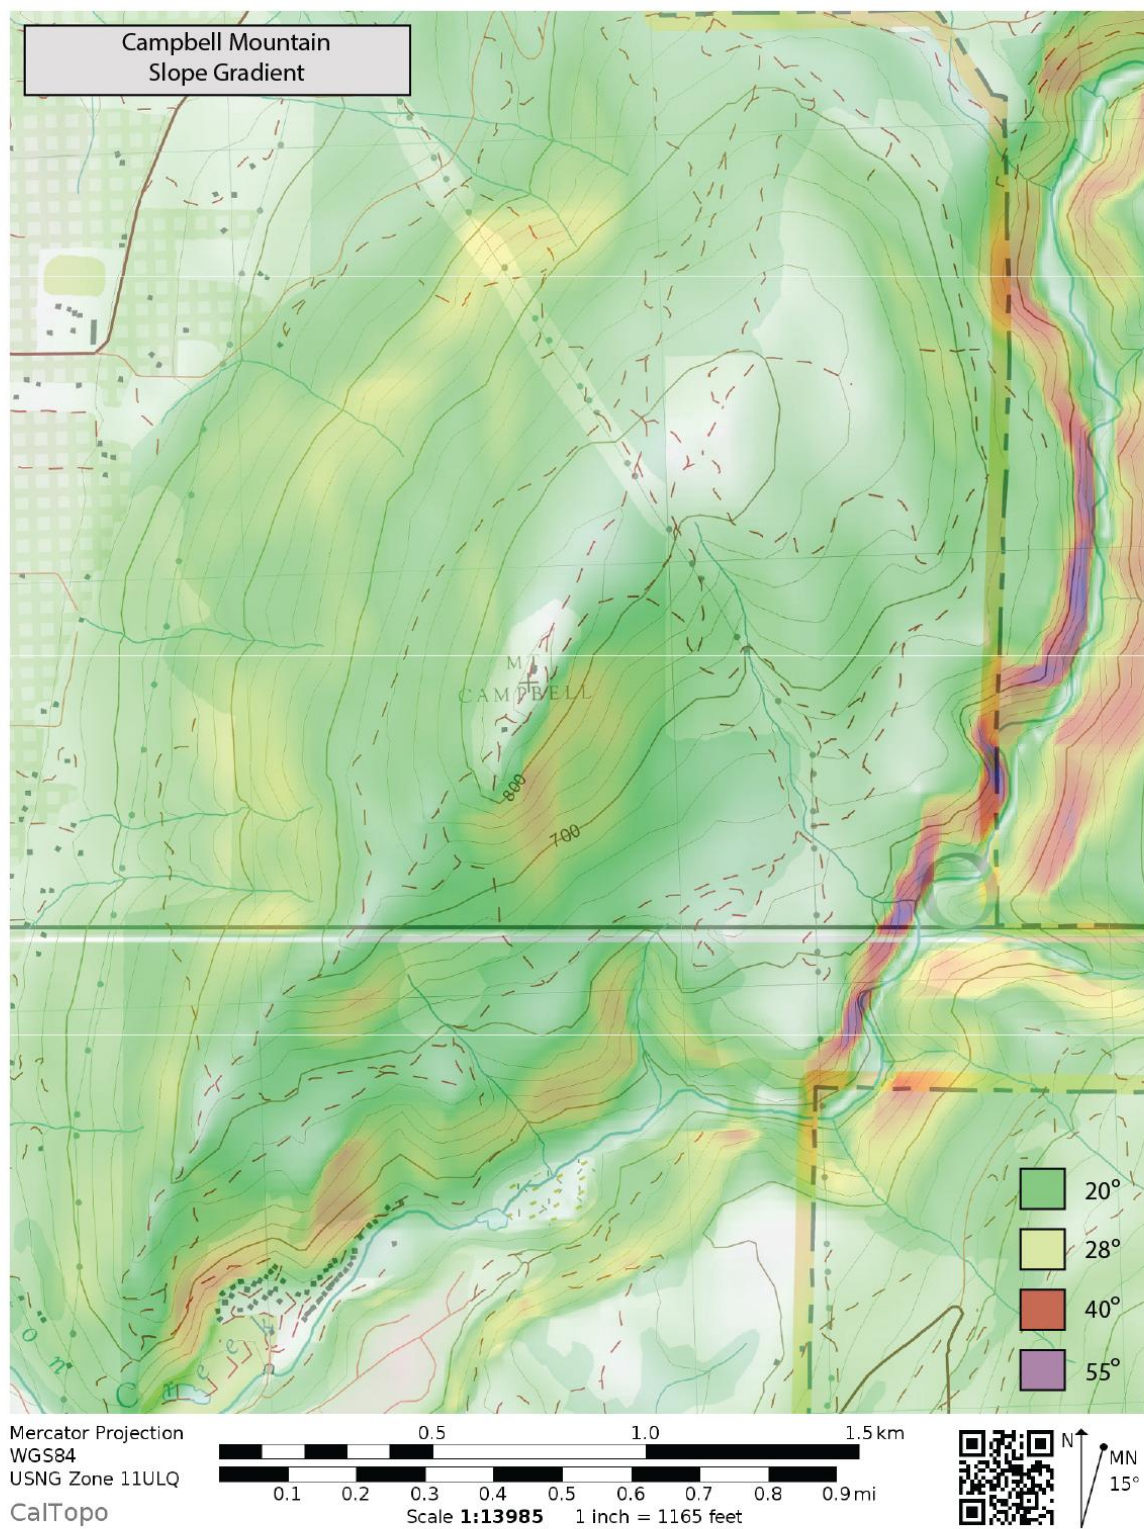 Campbell Mountain
Slope Gradient
MT
CAMPBELL
800
700
20°
28°
40°
55°
C r e e k
Mercator Projection
WGS84
USNG Zone 11ULQ
CalTopo
0.5 1.0 1.5 km
0.1 0.2 0.3 0.4 0.5 0.6 0.7 0.8 0.9 mi
Scale 1:13985 1 inch = 1165 feet
N
MN
15°